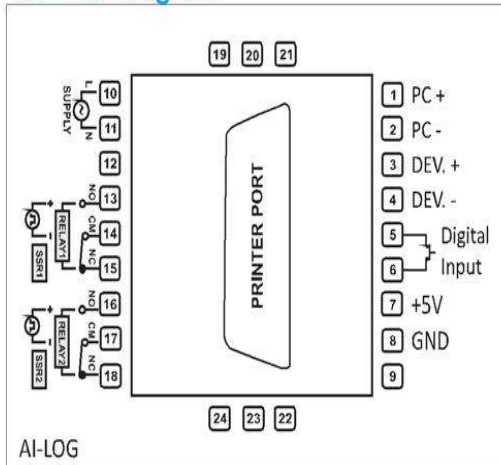 19 20 21
10 L
SUPPLY
11 N
12
13 NO
RELAY1
14 CM
15 NC
SSR1
+
-
16 NO
RELAY2
17 CM
18 NC
SSR2
+
-
PRINTER PORT
1 PC +
2 PC -
3 DEV. +
4 DEV. -
5 Digital
6 Input
7 +5V
8 GND
9
24 23 22
AI-LOG